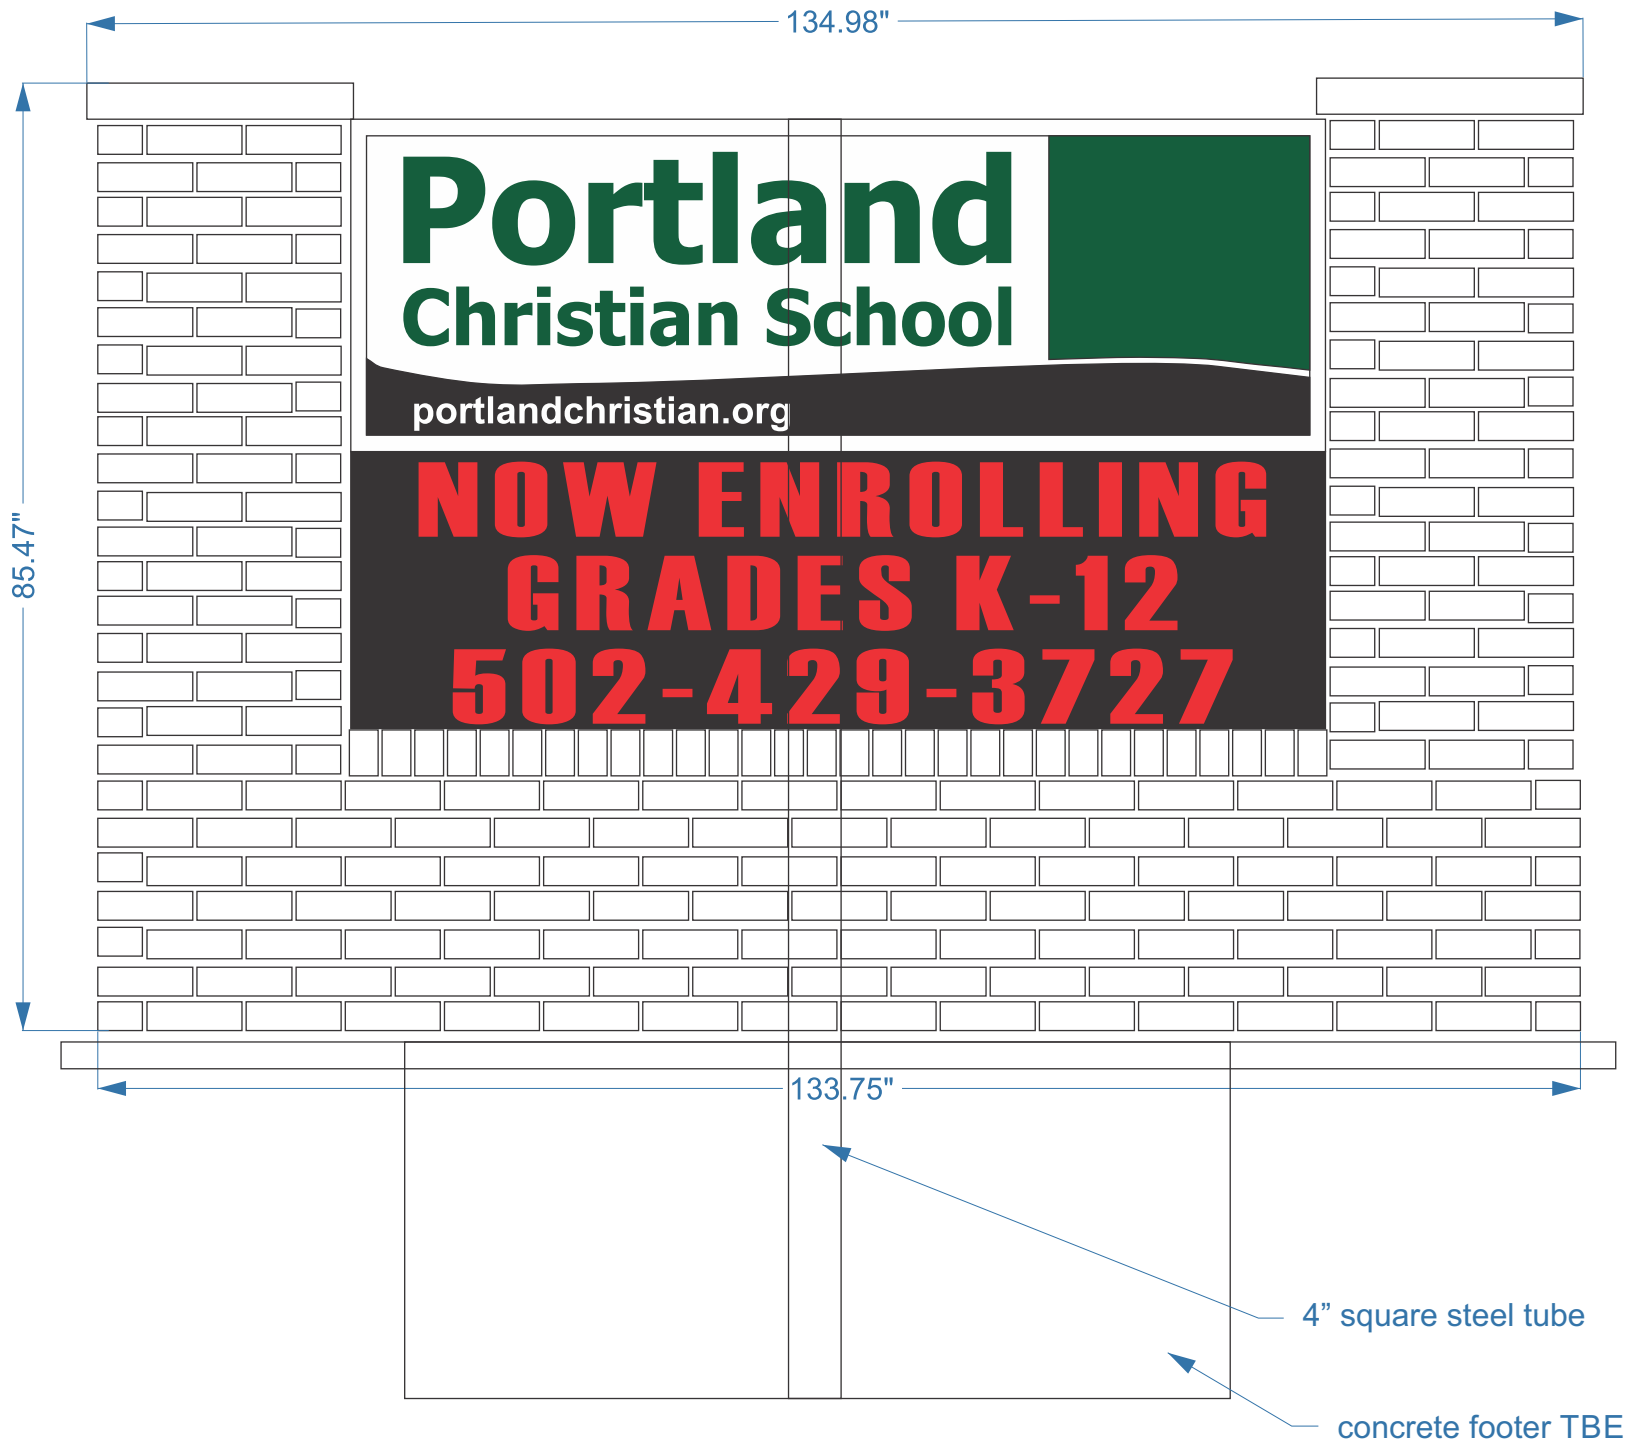 134.98"
Portland
Christian School
portlandchristian.org
NOW ENROLLING
GRADES K-12
502-429-3727
85.47"
133.75"
4” square steel tube
concrete footer TBE